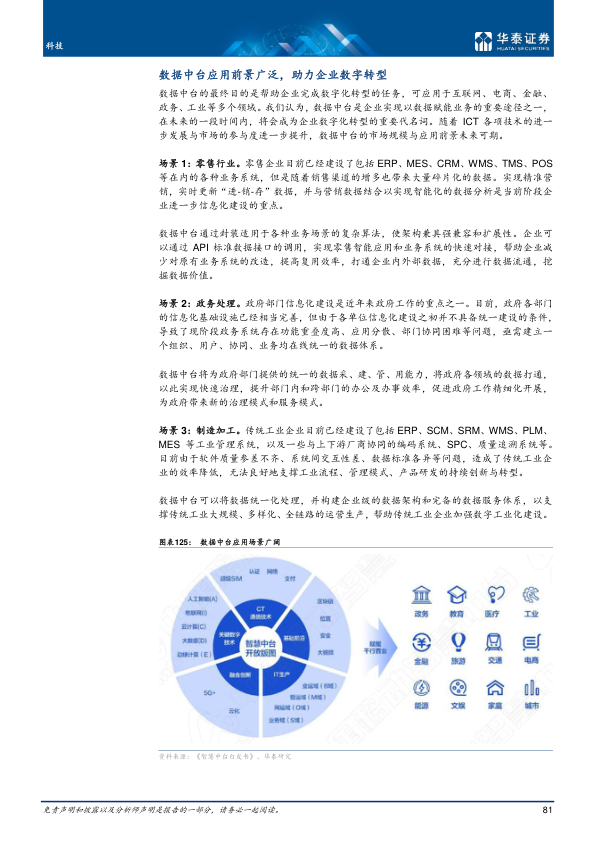 科技
华泰证券
HUATAI SECURITIES
数据中台应用前景广泛，助力企业数字转型
数据中台的最终目的是帮助企业完成数字化转型的任务，可应用于互联网、电商、金融、
政务、工业等多个领域。我们认为，数据中台是企业实现以数据赋能业务的重要途径之一，
在未来的一段时间内，将会成为企业数字化转型的重要代名词。随着 ICT 各项技术的进一
步发展与市场的参与度进一步提升，数据中台的市场规模与应用前景未来可期。
场景 1：零售行业。零售企业目前已经建设了包括 ERP、MES、CRM、WMS、TMS、POS
等在内的各种业务系统，但是随着销售渠道的增多也带来大量碎片化的数据。实现精准营
销，实时更新“进-销-存”数据，并与营销数据结合以实现智能化的数据分析是当前阶段企
业进一步信息化建设的重点。
数据中台通过封装适用于各种业务场景的复杂算法，使架构兼具强兼容和扩展性。企业可
以通过 API 标准数据接口的调用，实现零售智能应用和业务系统的快速对接，帮助企业减
少对原有业务系统的改造，提高复用效率，打通企业内外部数据，充分进行数据流通，挖
掘数据价值。
场景 2：政务处理。政府部门信息化建设是近年来政府工作的重点之一。目前，政府各部门
的信息化基础设施已经相当完善，但由于各单位信息化建设之初并不具备统一建设的条件，
导致了现阶段政务系统存在功能重叠度高、应用分散、部门协同困难等问题，亟需建立一
个组织、用户、协同、业务均在线统一的数据体系。
数据中台将为政府部门提供的统一的数据采、建、管、用能力，将政府各领域的数据打通，
以此实现快速治理，提升部门内和跨部门的办公及办事效率，促进政府工作精细化开展，
为政府带来新的治理模式和服务模式。
场景 3：制造加工。传统工业企业目前已经建设了包括 ERP、SCM、SRM、WMS、PLM、
MES 等工业管理系统，以及一些与上下游厂商协同的编码系统、SPC、质量追溯系统等。
目前由于软件质量参差不齐、系统间交互性差、数据标准各异等问题，造成了传统工业企
业的效率降低，无法良好地支撑工业流程、管理模式、产品研发的持续创新与转型。
数据中台可以将数据统一化处理，并构建企业级的数据架构和完备的数据服务体系，以支
撑传统工业大规模、多样化、全链路的运营生产，帮助传统工业企业加强数字工业化建设。
图表125： 数据中台应用场景广阔
超级SIM
认证
网络
支付
人工智能(A)
物联网(I)
云计算(C)
大数据(D)
边缘计算（E）
关键数字
技术
CT
通信技术
基础前沿
区块链
位置
安全
大视频
智慧中台
开放版图
融合创新
IT生产
5G+
云化
业运域（B域）
管运域（M域）
网运域（O域）
业务域（S域）
赋能
千行百业
政务
教育
医疗
工业
金融
旅游
交通
电商
能源
文娱
家庭
城市
资料来源：《智慧中台白皮书》、华泰研究
免责声明和披露以及分析师声明是报告的一部分，请务必一起阅读。
81